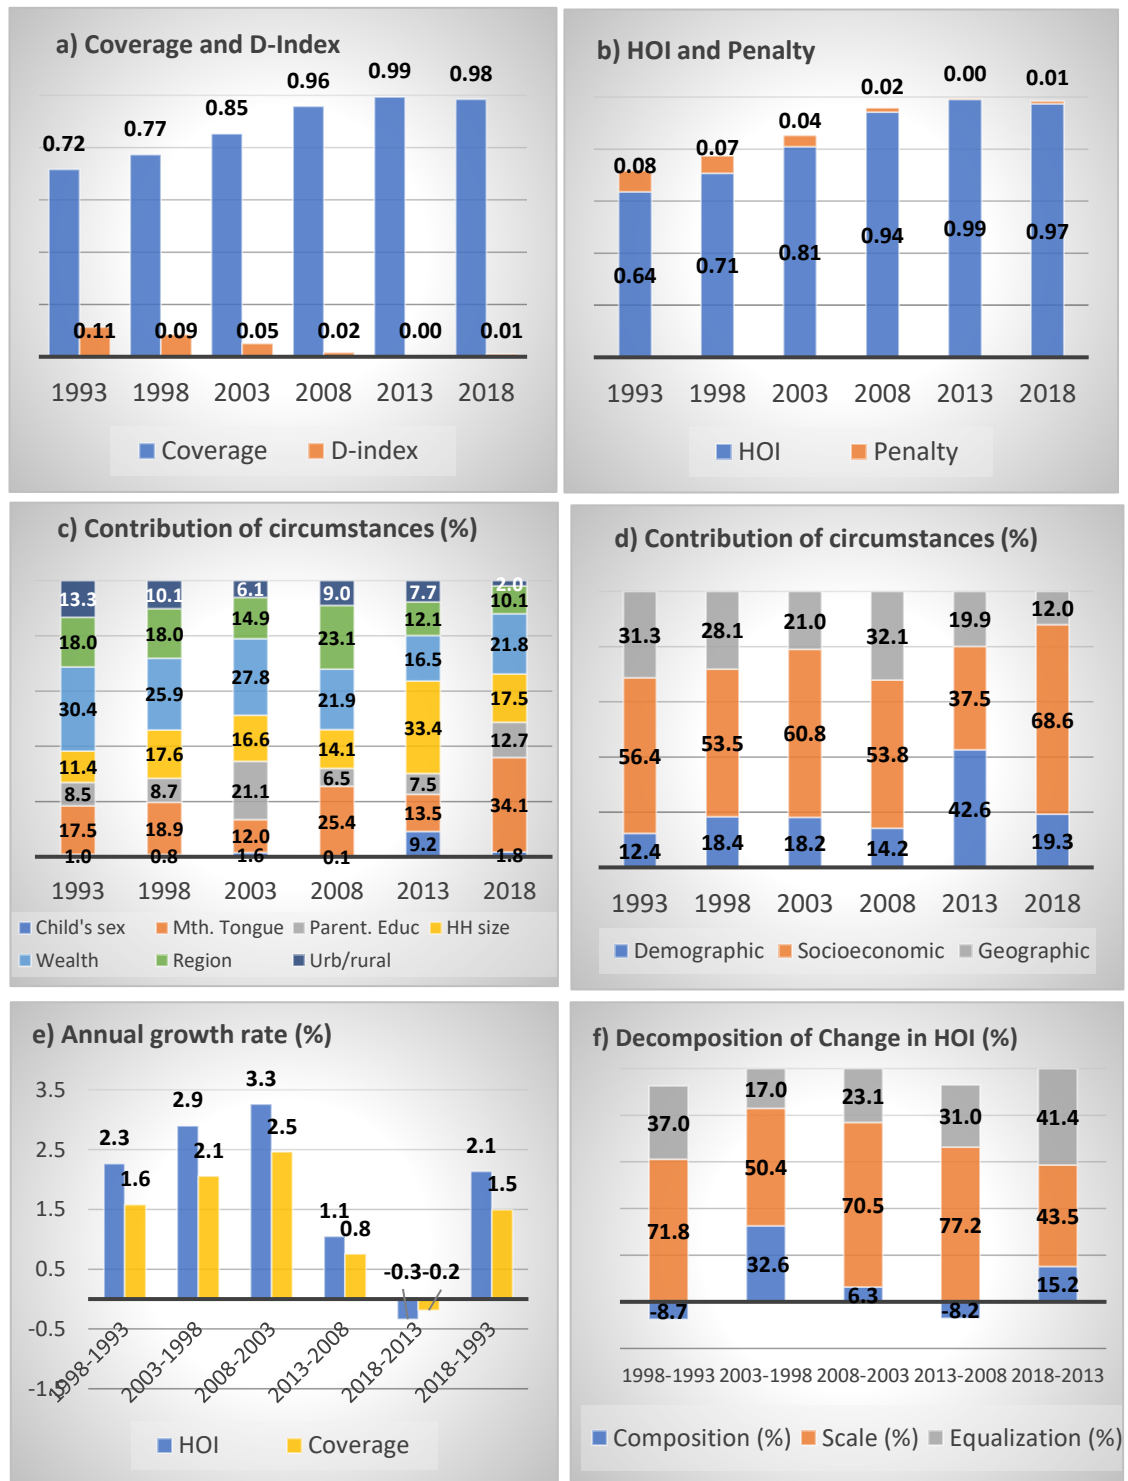 a) Coverage and D-Index
0.72 0.77 0.85 0.96 0.99 0.98
0.11 0.09 0.05 0.02 0.00 0.01
1993 1998 2003 2008 2013 2018
Coverage D-index
b) HOI and Penalty
0.08 0.07 0.04 0.02 0.00 0.01
0.64 0.71 0.81 0.94 0.99 0.97
1993 1998 2003 2008 2013 2018
HOI Penalty
c) Contribution of circumstances (%)
13.3 10.1 6.1 9.0 7.7 2.0
18.0 18.0 14.9 23.1 12.1 10.1
30.4 25.9 27.8 21.9 16.5 21.8
11.4 17.6 16.6 14.1 33.4 17.5
8.5 8.7 21.1 6.5 7.5 12.7
17.5 18.9 12.0 25.4 13.5 34.1
1.0 0.8 1.6 0.1 9.2 1.8
1993 1998 2003 2008 2013 2018
Child's sex Mth. Tongue Parent. Educ HH size
Wealth Region Urb/rural
d) Contribution of circumstances (%)
31.3 28.1 21.0 32.1 19.9 12.0
56.4 53.5 60.8 53.8 37.5 68.6
12.4 18.4 18.2 14.2 42.6 19.3
1993 1998 2003 2008 2013 2018
Demographic Socioeconomic Geographic
e) Annual growth rate (%)
3.5
2.5
1.5
0.5
-0.5
-1.5
2.3 2.9 3.3 1.1 -0.3 2.1
1.6 2.1 2.5 0.8 -0.2 1.5
1998-1993 2003-1998 2008-2003 2013-2008 2018-2013 2018-1993
HOI Coverage
f) Decomposition of Change in HOI (%)
37.0 17.0 23.1 31.0 41.4
71.8 50.4 70.5 77.2 43.5
-8.7 32.6 6.3 -8.2 15.2
1998-1993 2003-1998 2008-2003 2013-2008 2018-2013
Composition (%) Scale (%) Equalization (%)